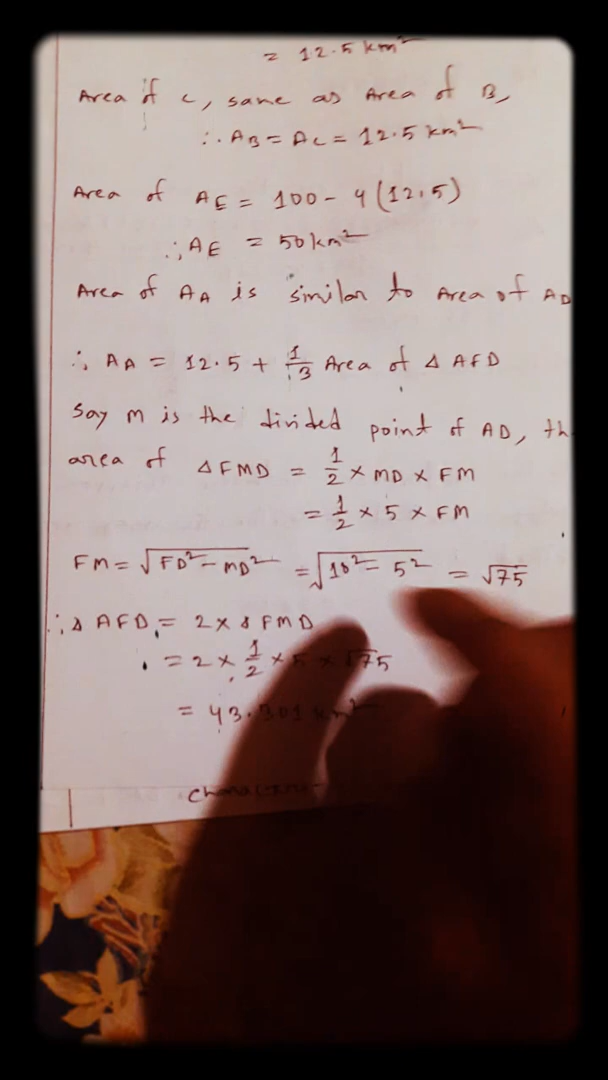 = 12.5 km²
Area of C, same as Area of B,
∴ AB = AC = 12.5 km²
Area of AE = 100 - 4(12.5)
∴ AE = 50 km²
Area of AA is similar to Area of AD
∴ AA = 12.5 + 1/3 Area of Δ AFD
Say M is the divided point of AD, th
area of Δ FMD = 1/2 × MD × FM
= 1/2 × 5 × FM
FM = √FD² - MD² = √10² - 5² = √75
∴ Δ AFD = 2 × Δ FMD
= 2 × 1/2 × 5 × √75
= 43.301 km²